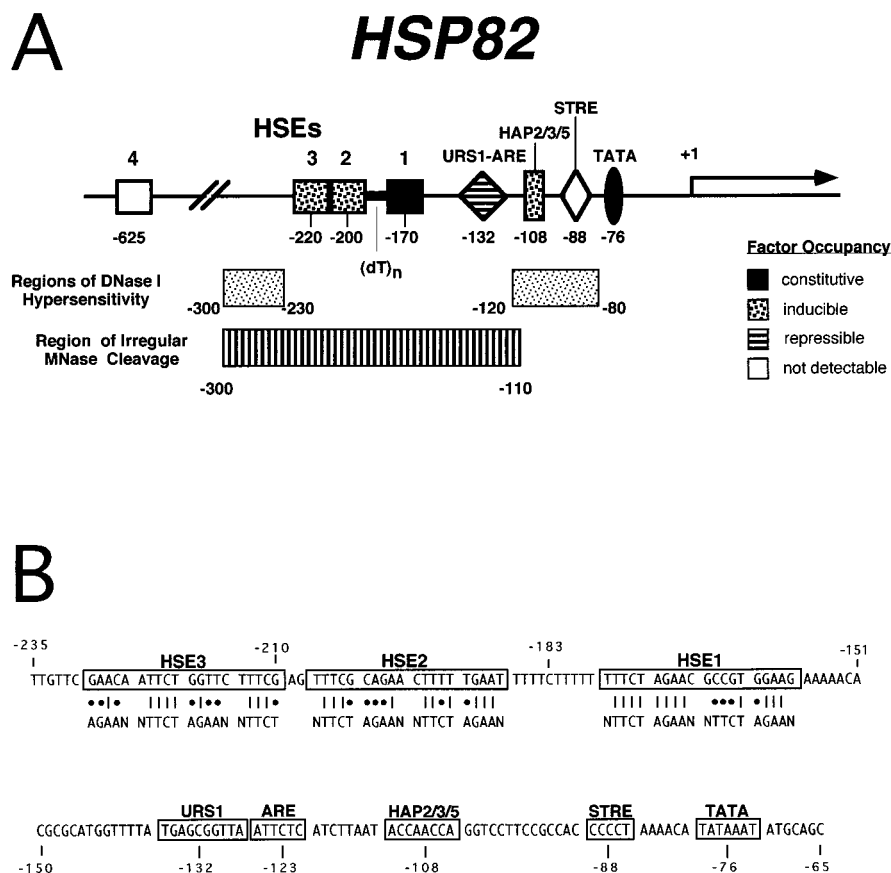 A
HSP82
STRE
HSEs
HAP2/3/5
4 3 2 1 URS1-ARE TATA +1
-625 -220 -200 -170 -132 -108 -88 -76
(dT)n
Factor Occupancy
constitutive
inducible
repressible
not detectable
Regions of DNase I
Hypersensitivity
-300 -230 -120 -80
Region of Irregular
MNase Cleavage
-300 -110
B
-235 -210 -183 -151
HSE3 HSE2 HSE1
TTGTTC GAACA ATTCT GGTTC TTTCG AG TTTCG CAGAA CTTTT TGAAT TTTTCTTTTT TTTCT AGAAC GCCGT GGAAG AAAAACA
AGAAN NTTCT AGAAN NTTCT NTTCT AGAAN NTTCT AGAAN NTTCT AGAAN NTTCT AGAAN
URS1 ARE HAP2/3/5 STRE TATA
CGCGCATGGTTTTA TGAGCGGTTA ATTCTC ATCTTAAT ACCAACCA GGTCCTTCCGCCAC CCCCT AAAACA TATAAAT ATGCAGC
-150 -132 -123 -108 -88 -76 -65